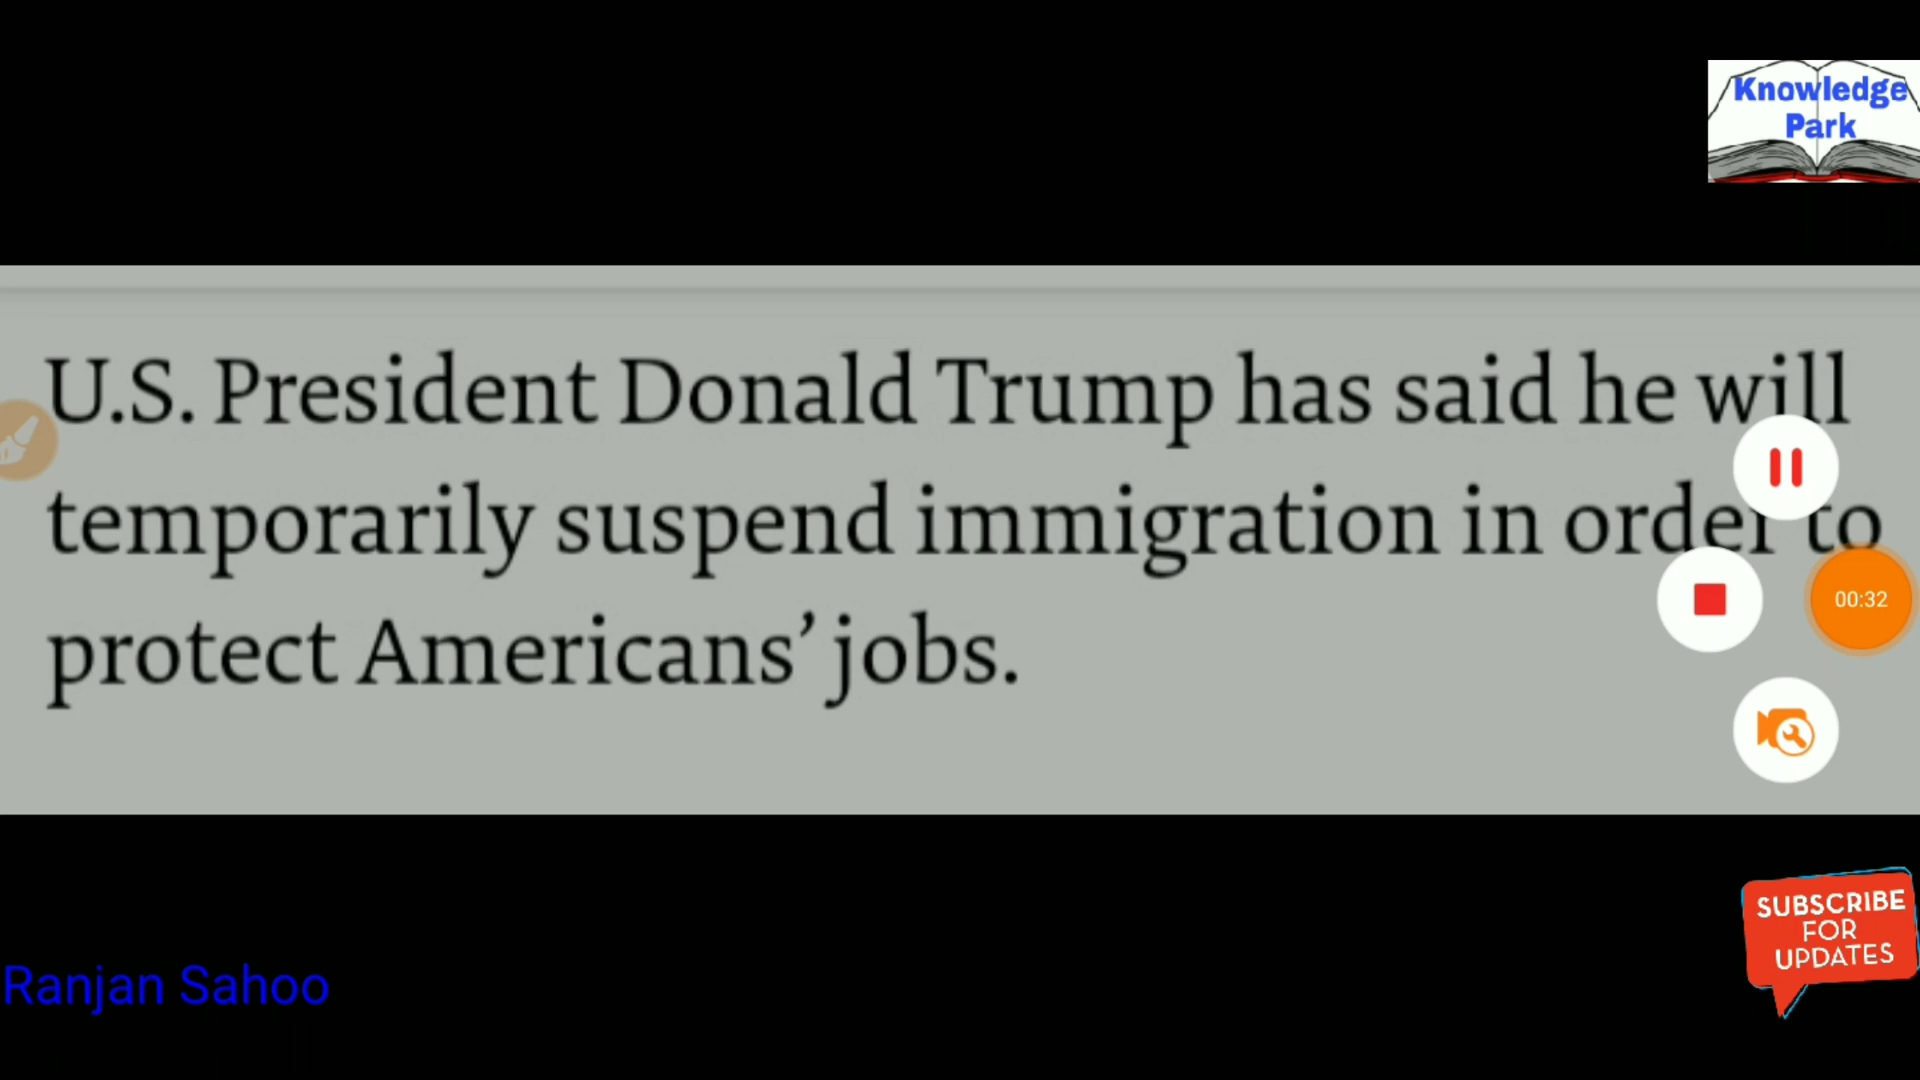 Knowledge
Park
U.S. President Donald Trump has said he will
temporarily suspend immigration in order to
protect Americans’ jobs.
00:32
SUBSCRIBE
FOR
UPDATES
Ranjan Sahoo